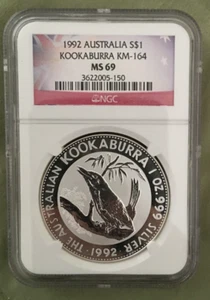 1992 AUSTRALIA S$1
KOOKABURRA KM-164
MS 69
3622005-150
NGC
THE AUSTRALIAN KOOKABURRA 1 OZ. 999 SILVER
1992